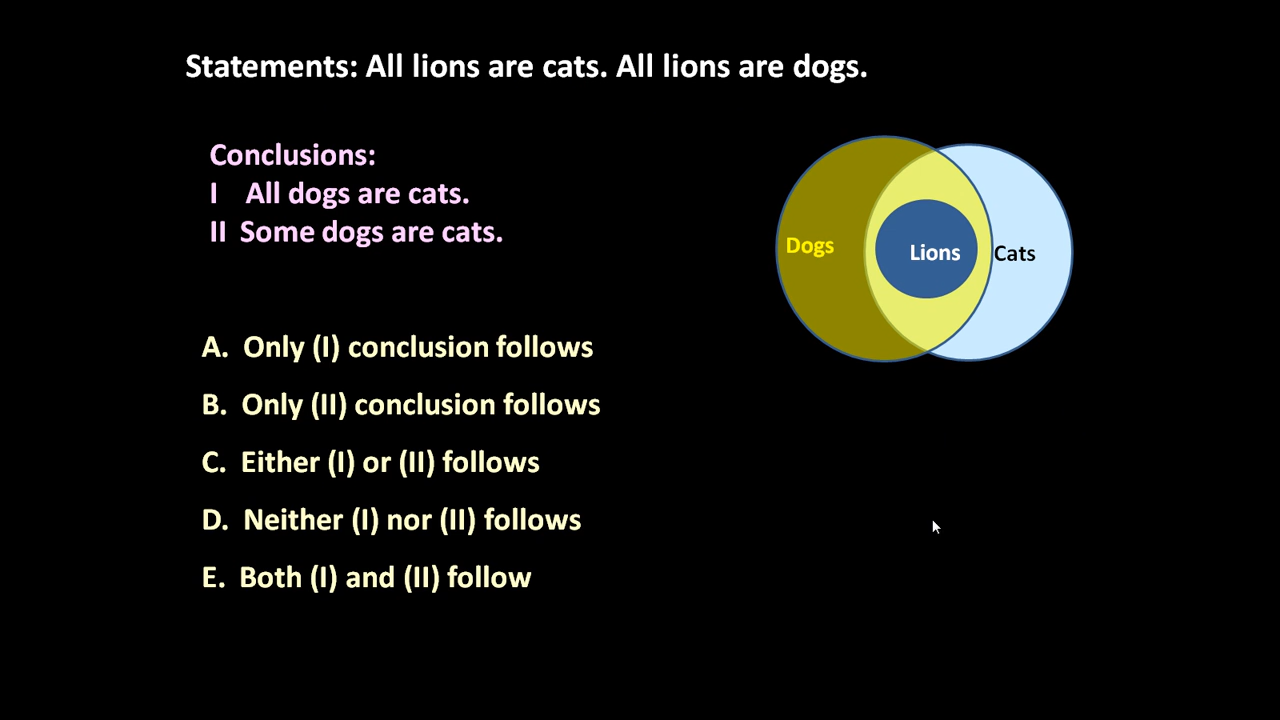 Statements: All lions are cats. All lions are dogs.
Conclusions:
I All dogs are cats.
II Some dogs are cats.
Dogs
Lions
Cats
A. Only (I) conclusion follows
B. Only (II) conclusion follows
C. Either (I) or (II) follows
D. Neither (I) nor (II) follows
E. Both (I) and (II) follow